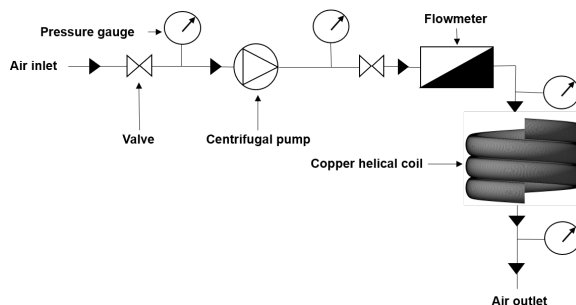 Flowmeter
Pressure gauge
Air inlet
Valve
Centrifugal pump
Copper helical coil
Air outlet